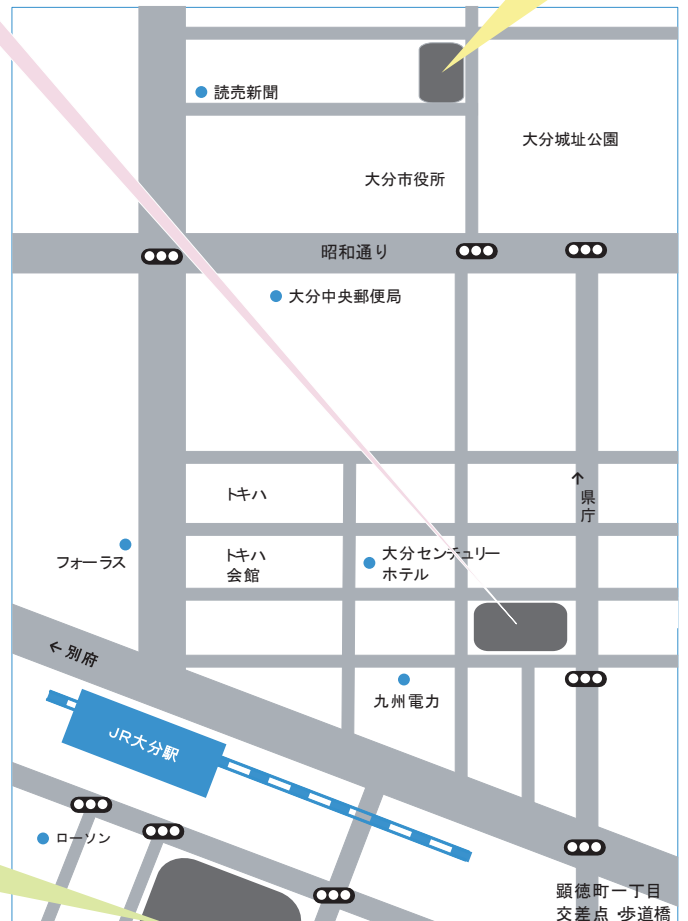 読売新聞
大分城址公園
大分市役所
昭和通り
大分中央郵便局
トキハ
↑
県庁
フォーラス
トキハ
会館
大分センチュリー
ホテル
←別府
九州電力
JR大分駅
ローソン
顕徳町一丁目
交差点 歩道橋